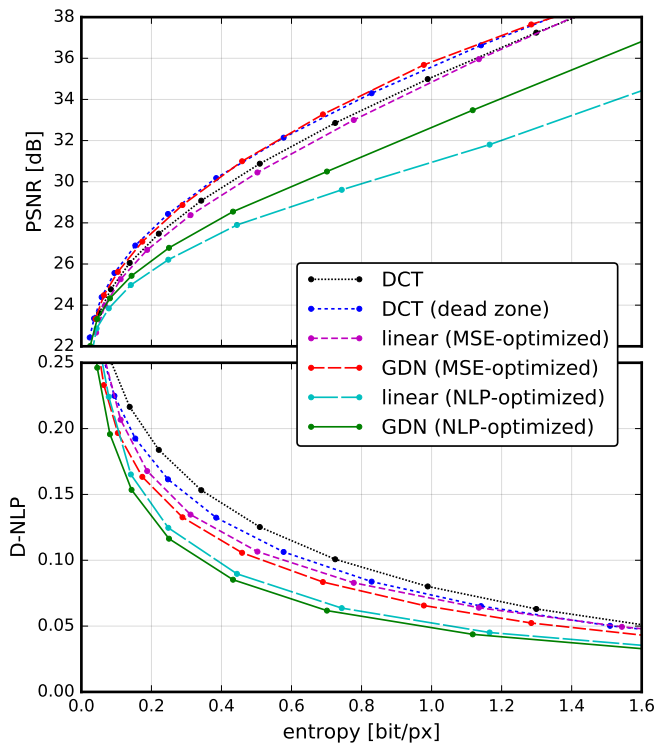 38
36
34
32
30
28
26
24
22
PSNR [dB]
DCT
DCT (dead zone)
linear (MSE-optimized)
GDN (MSE-optimized)
linear (NLP-optimized)
GDN (NLP-optimized)
0.25
0.20
0.15
0.10
0.05
0.00
D-NLP
0.0 0.2 0.4 0.6 0.8 1.0 1.2 1.4 1.6
entropy [bit/px]